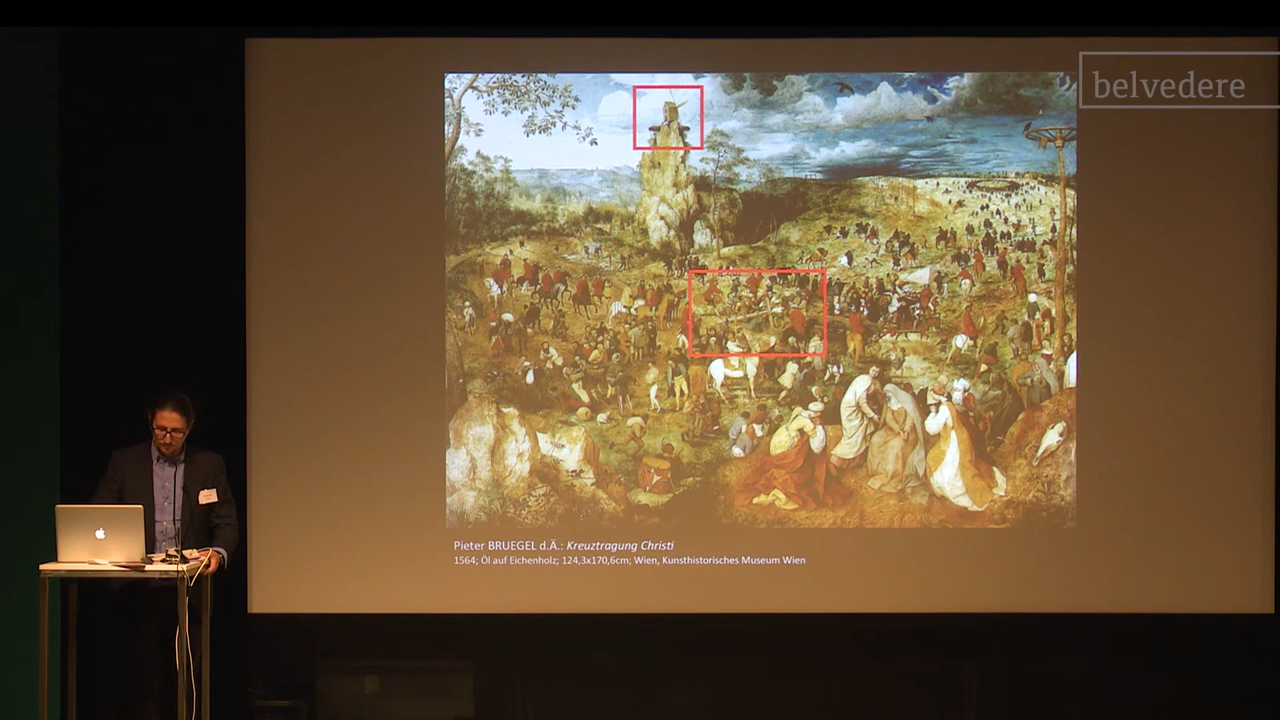 belvedere
Pieter BRUEGEL d.Ä.: Kreuztragung Christi
1564; Öl auf Eichenholz; 124,3x170,6cm; Wien, Kunsthistorisches Museum Wien